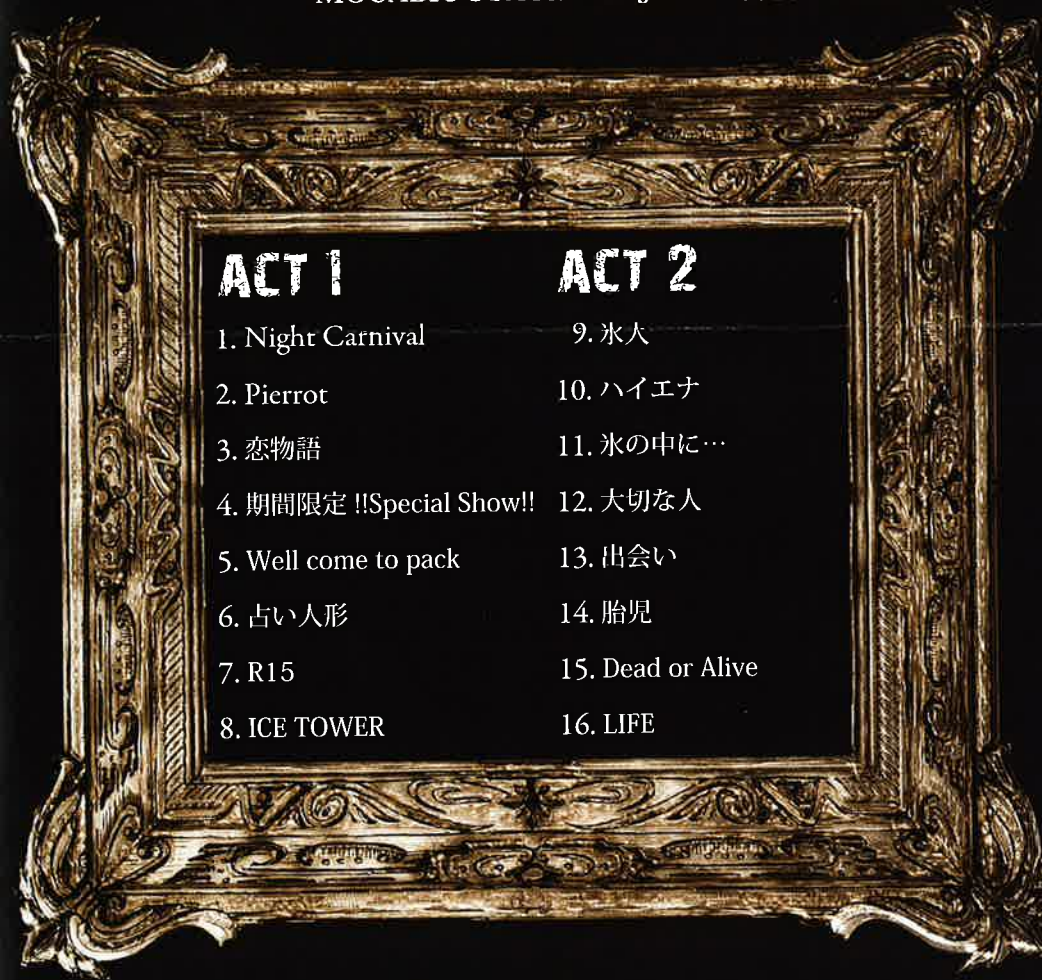 ACT 1
1. Night Carnival
2. Pierrot
3. 恋物語
4. 期間限定 !!Special Show!!
5. Well come to pack
6. 占い人形
7. R15
8. ICE TOWER
ACT 2
9. 氷人
10. ハイエナ
11. 氷の中に…
12. 大切な人
13. 出会い
14. 胎児
15. Dead or Alive
16. LIFE